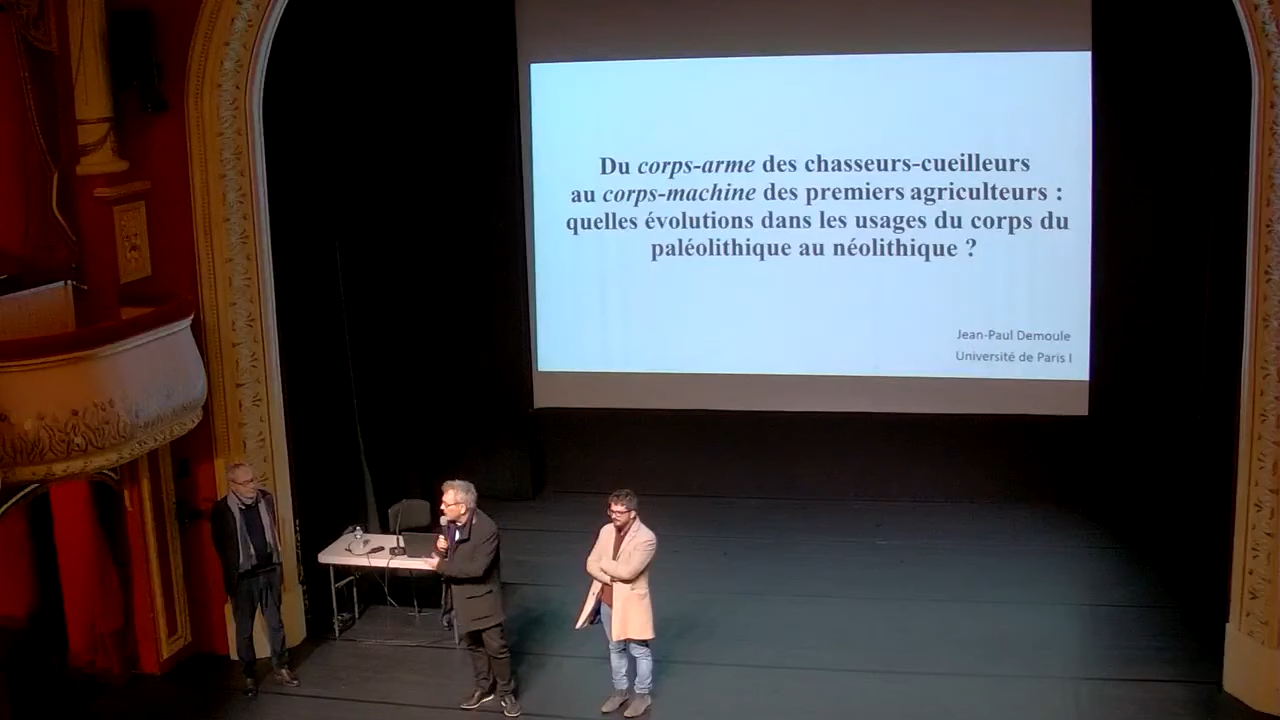 Du corps-arme des chasseurs-cueilleurs
au corps-machine des premiers agriculteurs :
quelles évolutions dans les usages du corps du
paléolithique au néolithique ?
Jean-Paul Demoule
Université de Paris I